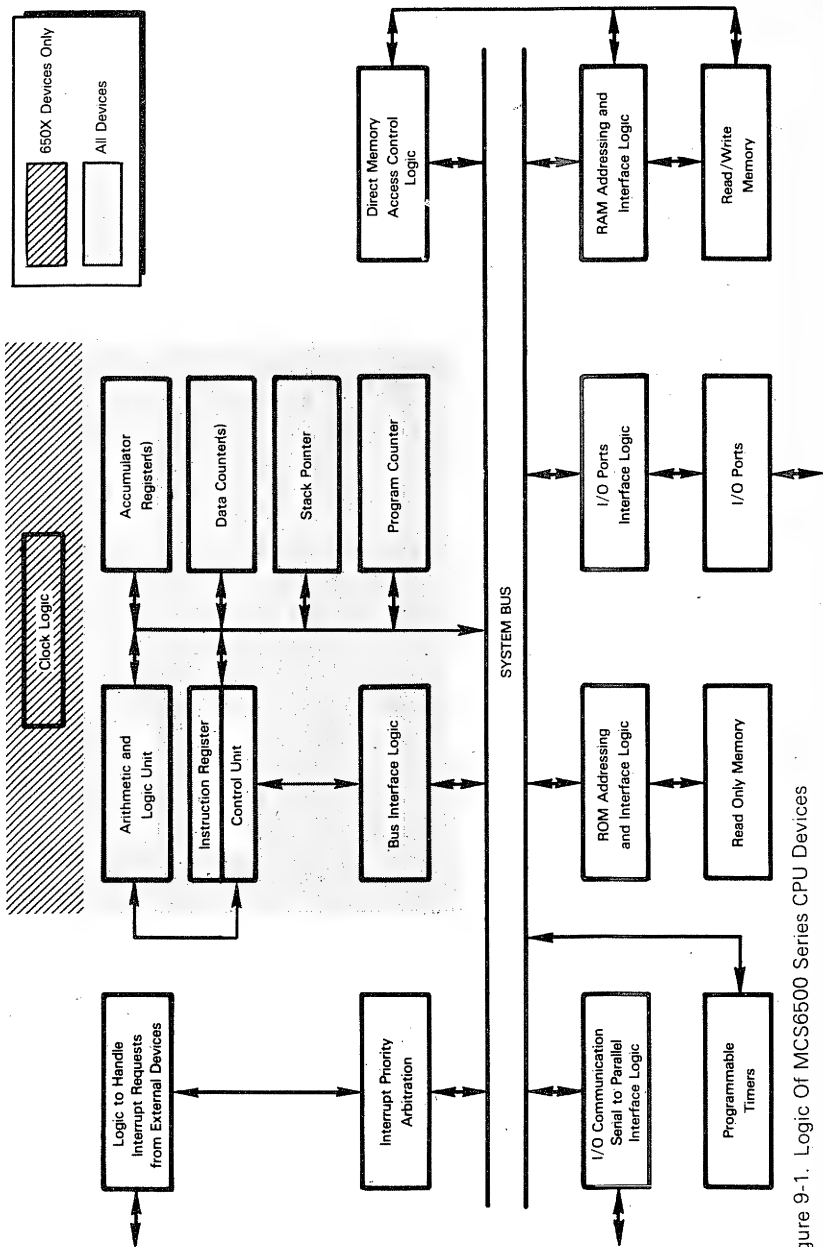 650X Devices Only
All Devices
Clock Logic
Logic to Handle
Interrupt Requests
from External Devices
Arithmetic and
Logic Unit
Accumulator
Register(s)
Instruction Register
Control Unit
Data Counter(s)
Stack Pointer
Program Counter
Direct Memory
Access Control
Logic
Interrupt Priority
Arbitration
Bus Interface Logic
SYSTEM BUS
I/O Communication
Serial to Parallel
Interface Logic
ROM Addressing
and Interface Logic
I/O Ports
Interface Logic
RAM Addressing and
Interface Logic
Programmable
Timers
Read Only Memory
I/O Ports
Read/Write
Memory
gure 9-1. Logic Of MCS6500 Series CPU Devices